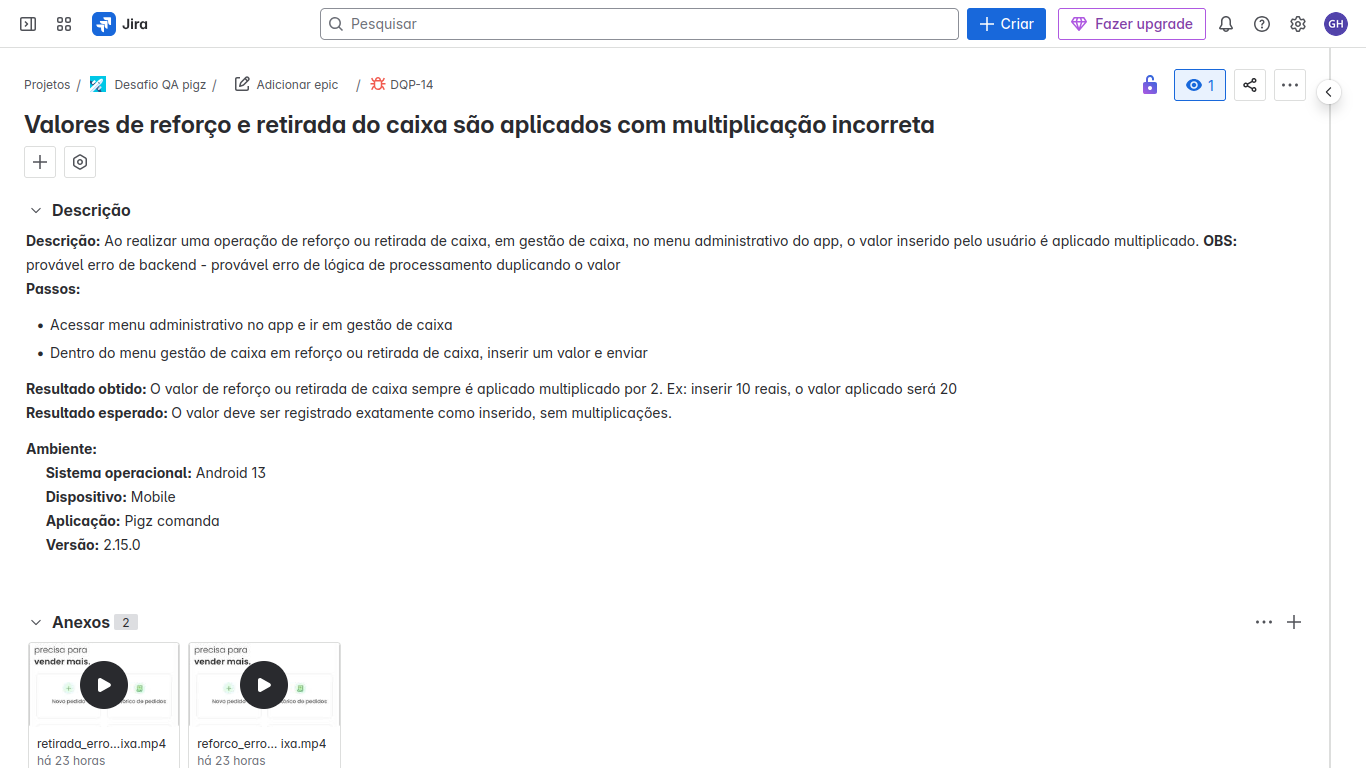 Jira
Pesquisar
Criar
Fazer upgrade
GH
Projetos / Desafio QA pigz / Adicionar epic / DQP-14
1
Valores de reforço e retirada do caixa são aplicados com multiplicação incorreta
Descrição
Descrição: Ao realizar uma operação de reforço ou retirada de caixa, em gestão de caixa, no menu administrativo do app, o valor inserido pelo usuário é aplicado multiplicado. OBS:
provável erro de backend - provável erro de lógica de processamento duplicando o valor
Passos:
• Acessar menu administrativo no app e ir em gestão de caixa
• Dentro do menu gestão de caixa em reforço ou retirada de caixa, inserir um valor e enviar
Resultado obtido: O valor de reforço ou retirada de caixa sempre é aplicado multiplicado por 2. Ex: inserir 10 reais, o valor aplicado será 20
Resultado esperado: O valor deve ser registrado exatamente como inserido, sem multiplicações.
Ambiente:
Sistema operacional: Android 13
Dispositivo: Mobile
Aplicação: Pigz comanda
Versão: 2.15.0
Anexos 2
precisa para
vender mais.
Novo pedido
de pedidos
retirada_erro...ixa.mp4
há 23 horas
precisa para
vender mais.
Novo pedido
de pedidos
reforco_erro... ixa.mp4
há 23 horas